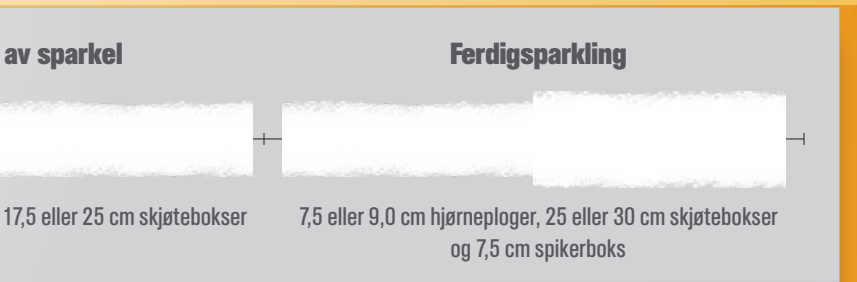 av sparkel
Ferdigsparkling
17,5 eller 25 cm skjøtebokser
7,5 eller 9,0 cm hjørneploger, 25 eller 30 cm skjøtebokser
og 7,5 cm spikerboks